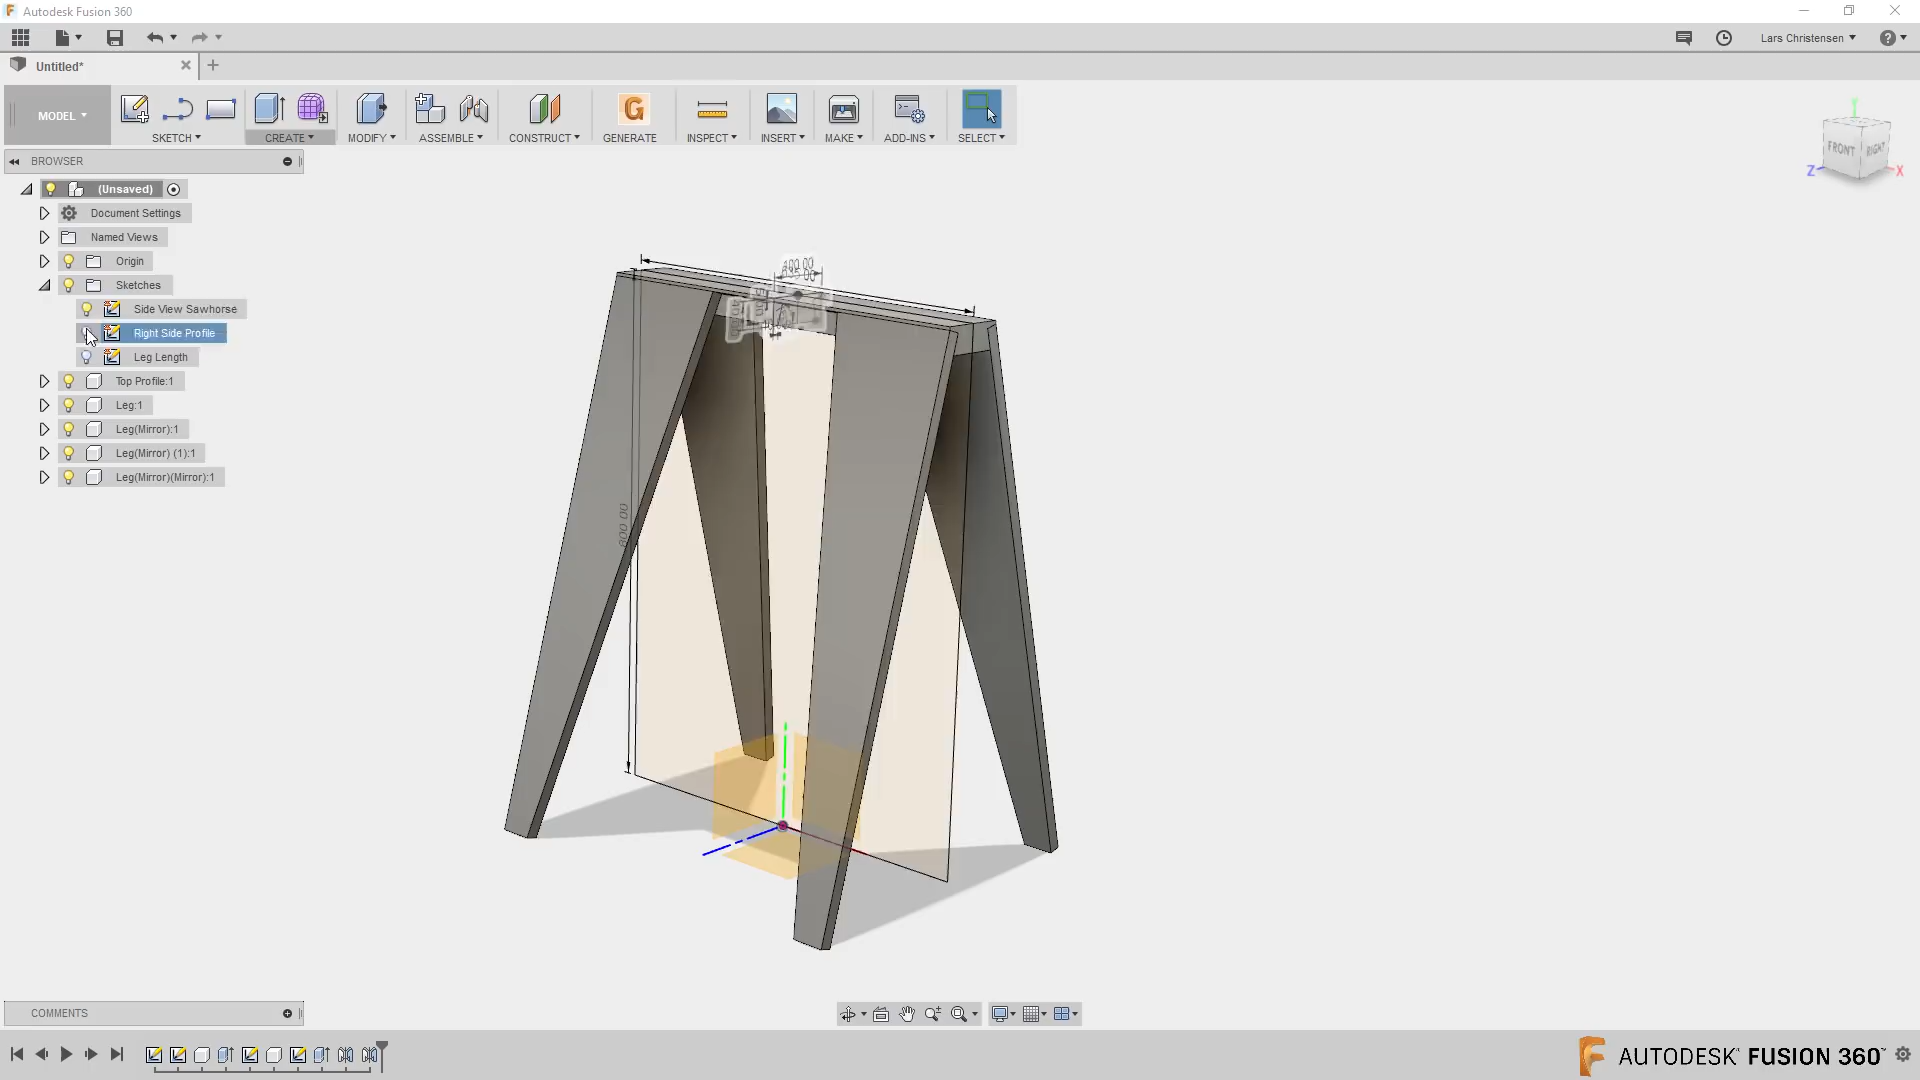 Autodesk Fusion 360
Lars Christensen
Untitled*
MODEL
SKETCH
CREATE
MODIFY
ASSEMBLE
CONSTRUCT
GENERATE
INSPECT
INSERT
MAKE
ADD-INS
SELECT
FRONT
RIGHT
Z
X
BROWSER
(Unsaved)
Document Settings
Named Views
Origin
Sketches
Side View Sawhorse
Right Side Profile
Leg Length
Top Profile:1
Leg:1
Leg(Mirror):1
Leg(Mirror) (1):1
Leg(Mirror)(Mirror):1
800.00
COMMENTS
AUTODESK® FUSION 360™